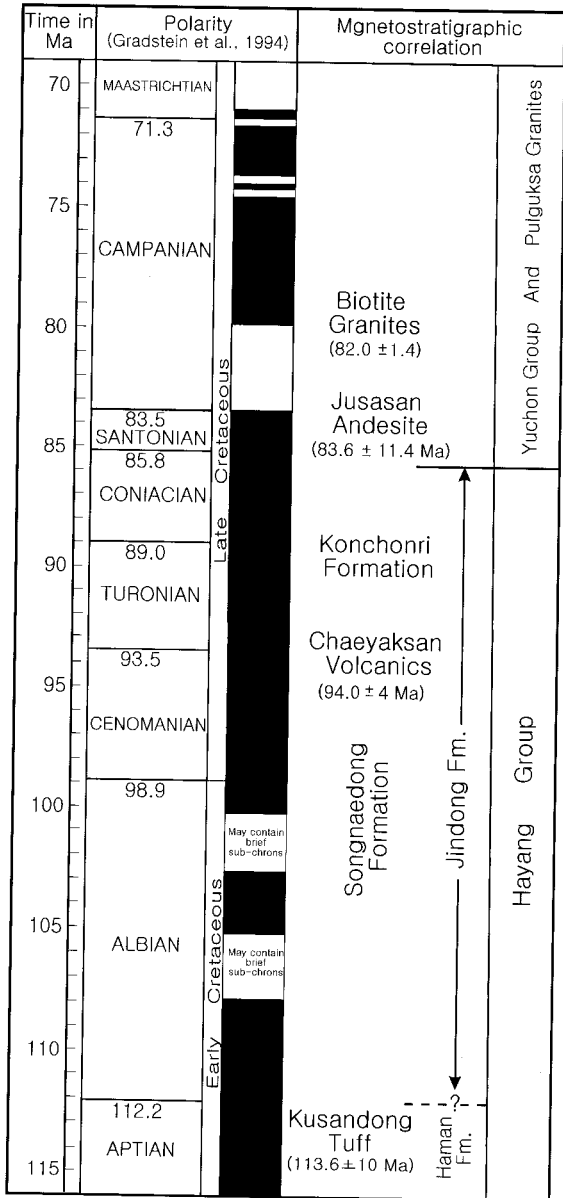 Time in
Ma
Polarity
(Gradstein et al., 1994)
Mgnetostratigraphic
correlation
70
75
80
85
90
95
100
105
110
115
MAASTRICHTIAN
71.3
CAMPANIAN
83.5
SANTONIAN
85.8
CONIACIAN
89.0
TURONIAN
93.5
CENOMANIAN
98.9
ALBIAN
112.2
APTIAN
Late Cretaceous
Early Cretaceous
May contain
brief
sub-chrons
May contain
brief
sub-chrons
Biotite
Granites
(82.0 ±1.4)
Jusasan
Andesite
(83.6 ± 11.4 Ma)
Konchonri
Formation
Chaeyaksan
Volcanics
(94.0 ± 4 Ma)
Songnaedong
Formation
Kusandong
Tuff
(113.6±10 Ma)
Jindong Fm.
?
Haman
Fm.
Yuchon Group And Pulguksa Granites
Hayang Group